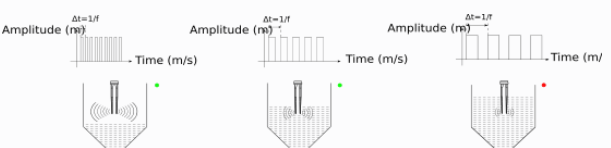 Δt=1/f
Amplitude (m)
Time (m/s)
Δt=1/f
Amplitude (m)
Time (m/s)
Δt=1/f
Amplitude (m)
Time (m/